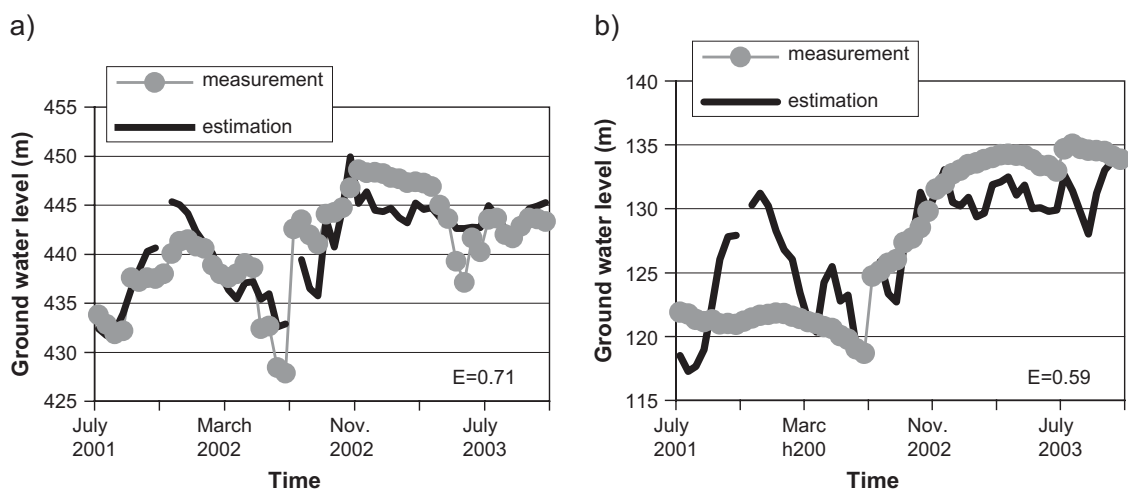 a)
measurement
estimation
Ground water level (m)
455
450
445
440
435
430
425
E=0.71
July
2001
March
2002
Nov.
2002
July
2003
Time
b)
measurement
estimation
Ground water level (m)
140
135
130
125
120
115
E=0.59
July
2001
Marc
h200
Nov.
2002
July
2003
Time